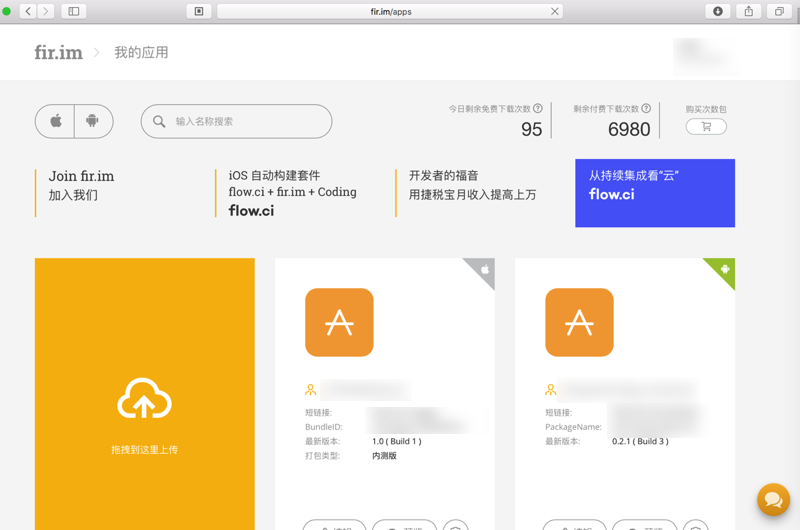 fir.im/apps
fir.im
我的应用
输入名称搜索
今日剩余免费下载次数
95
剩余付费下载次数
6980
购买次数包
Join fir.im
加入我们
iOS 自动构建套件
flow.ci + fir.im + Coding
flow.ci
开发者的福音
用捷税宝月收入提高上万
从持续集成看“云”
flow.ci
拖拽到这里上传
短链接:
BundleID:
最新版本: 1.0 ( Build 1 )
打包类型: 内测版
短链接:
PackageName:
最新版本: 0.2.1 ( Build 3 )